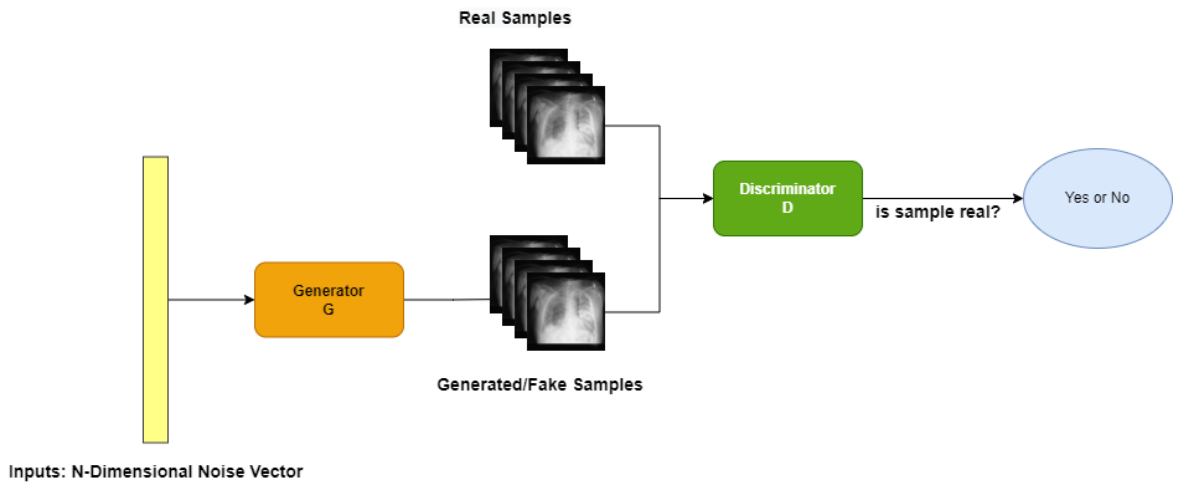 Real Samples
Discriminator
D
is sample real?
Yes or No
Generator
G
Generated/Fake Samples
Inputs: N-Dimensional Noise Vector